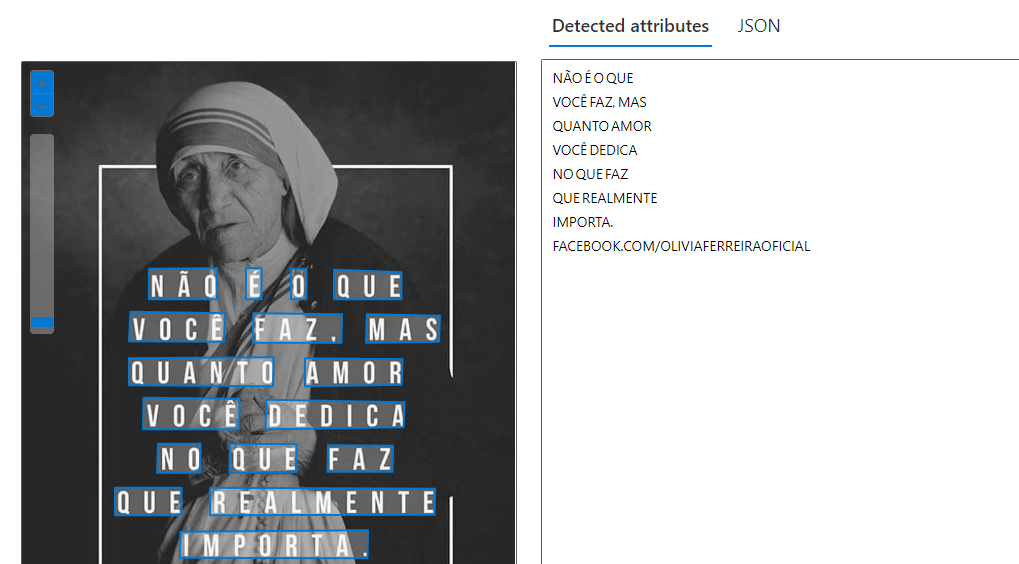 Detected attributes
JSON
NÃO É O QUE
VOCÊ FAZ, MAS
QUANTO AMOR
VOCÊ DEDICA
NO QUE FAZ
QUE REALMENTE
IMPORTA.
NÃO É O QUE
VOCÊ FAZ, MAS
QUANTO AMOR
VOCÊ DEDICA
NO QUE FAZ
QUE REALMENTE
IMPORTA.
FACEBOOK.COM/OLIVIAFERREIRAOFICIAL